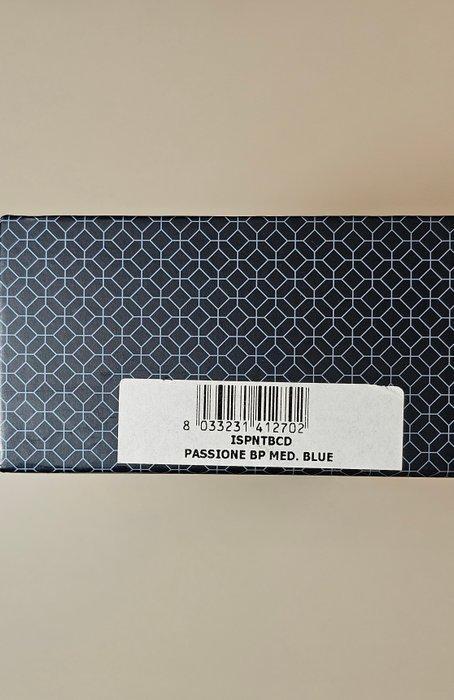 8 033231 412702
ISPNTBCD
PASSIONE BP MED. BLUE